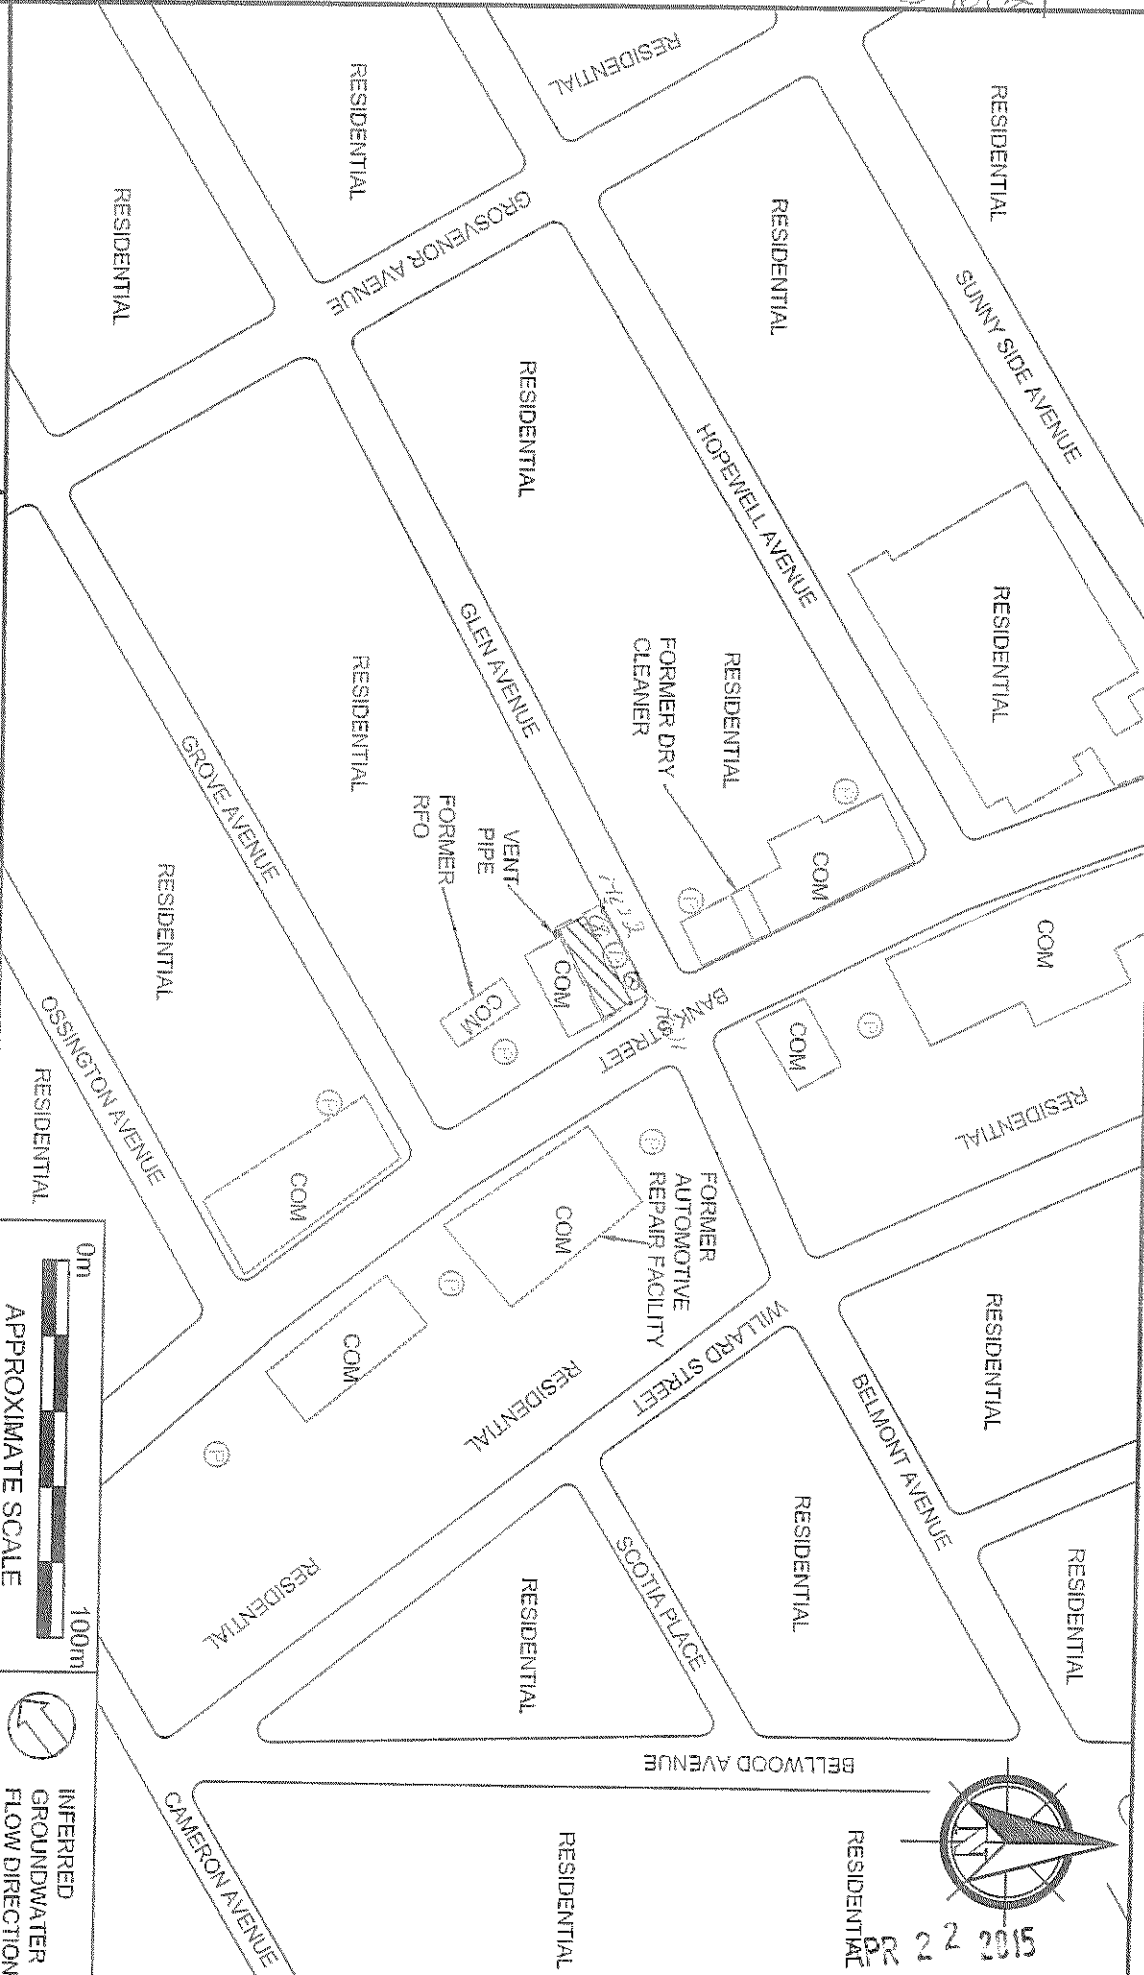 RESIDENTIAL
RESIDENTIAL
SUNNY SIDE AVENUE
RESIDENTIAL
RESIDENTIAL
RESIDENTIAL
GROSVENOR AVENUE
RESIDENTIAL
HOPEWELL AVENUE
RESIDENTIAL
RESIDENTIAL
GLEN AVENUE
RESIDENTIAL
FORMER DRY
CLEANER
COM
COM
RESIDENTIAL
GROVE AVENUE
VENT
PIPE
FORMER
RFO
COM
COM
BANK STREET
COM
RESIDENTIAL
RESIDENTIAL
OSSINGTON AVENUE
RESIDENTIAL
P
P
P
P
P
P
P
P
COM
COM
COM
FORMER
AUTOMOTIVE
REPAIR FACILITY
WILLARD STREET
RESIDENTIAL
BELMONT AVENUE
RESIDENTIAL
RESIDENTIAL
RESIDENTIAL
SCOTIA PLACE
RESIDENTIAL
RESIDENTIAL
BELLWOOD AVENUE
CAMERON AVENUE
RESIDENTIAL
RESIDENTIAL
N
PR 22 2015
0m
100m
APPROXIMATE SCALE
INFERRED
GROUNDWATER
FLOW DIRECTION